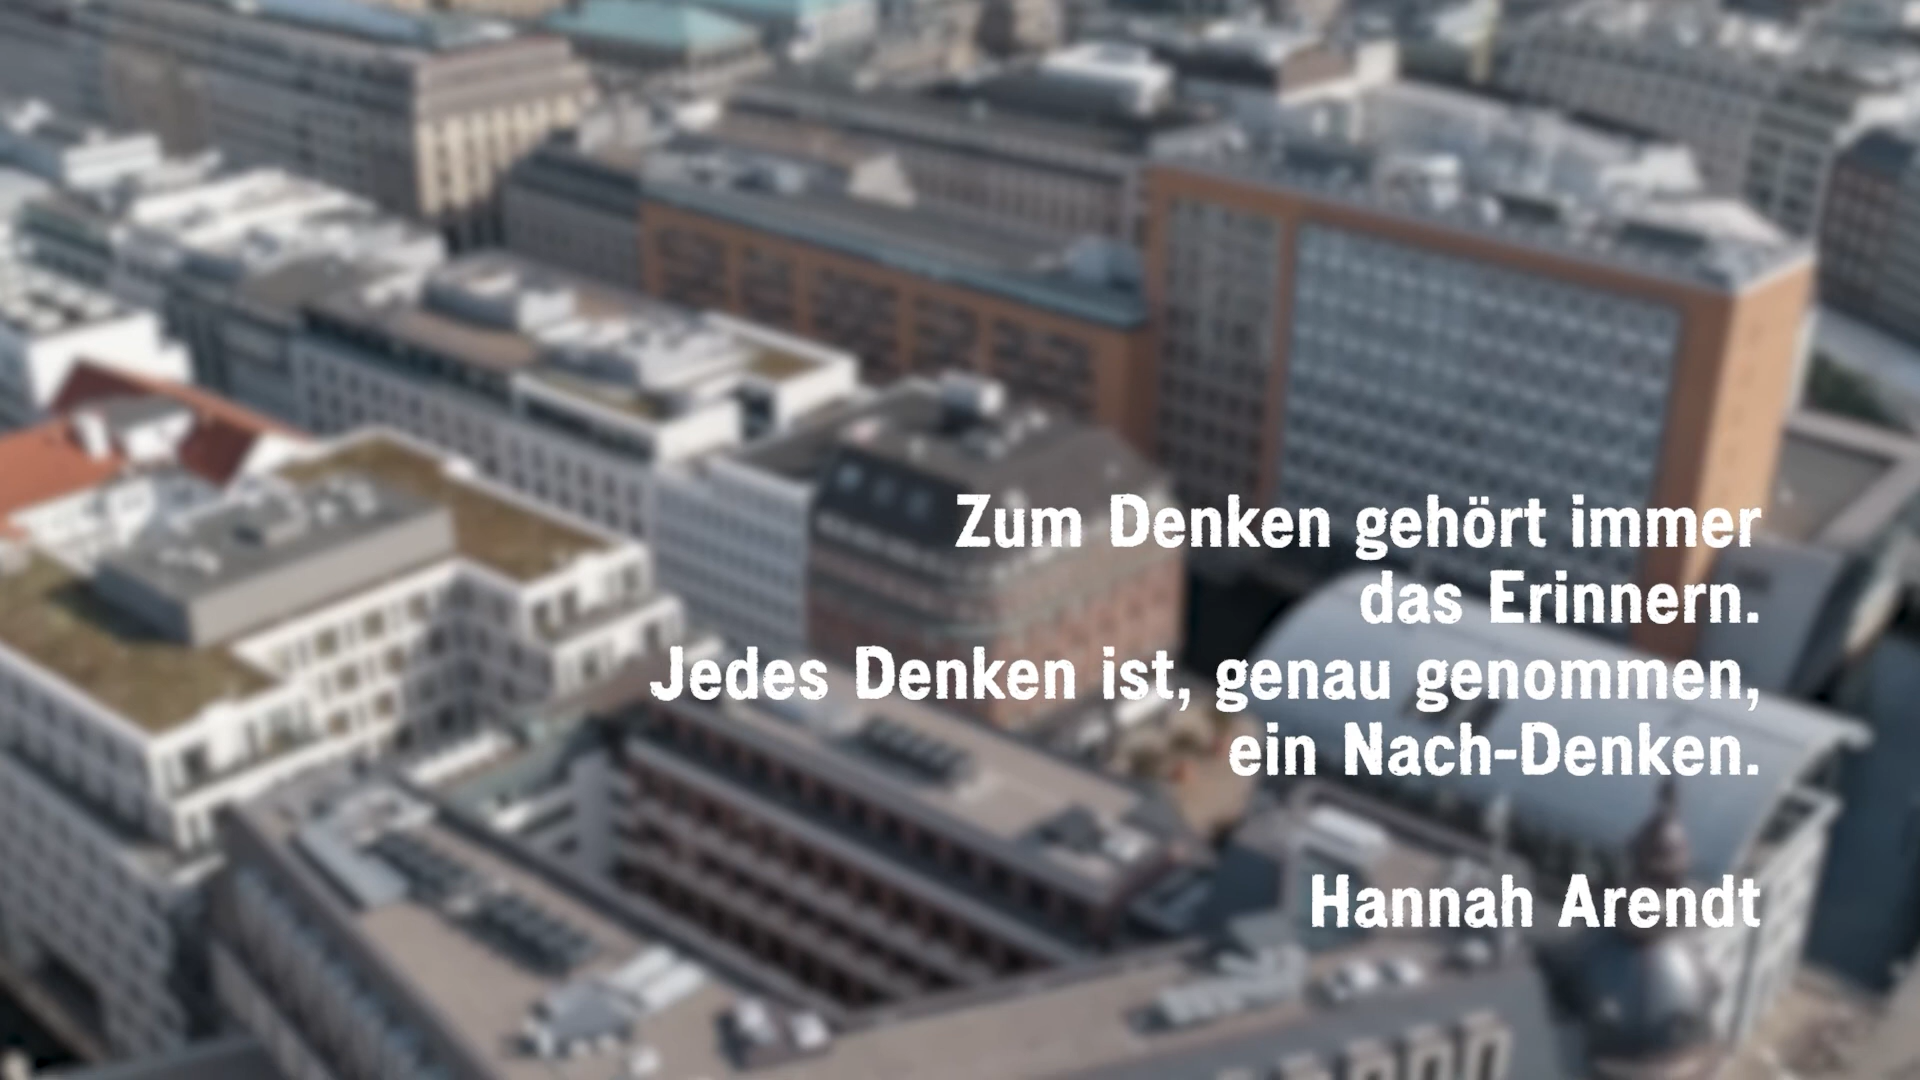 Zum Denken gehört immer
das Erinnern.
Jedes Denken ist, genau genommen,
ein Nach-Denken.
Hannah Arendt